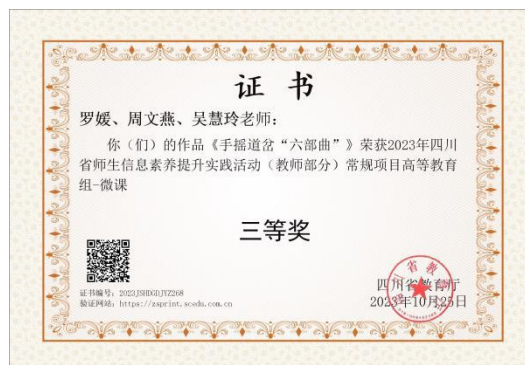 证 书
罗媛、周文燕、吴慧玲老师：
你（们）的作品《手摇道岔“六部曲”》荣获2023年四川
省师生信息素养提升实践活动（教师部分）常规项目高等教育
组-微课
三等奖
证书编号：2023JSHDGDJYZ268
验证网站：https://zsprint.scedu.com.cn
四川省教育厅
2023年10月25日